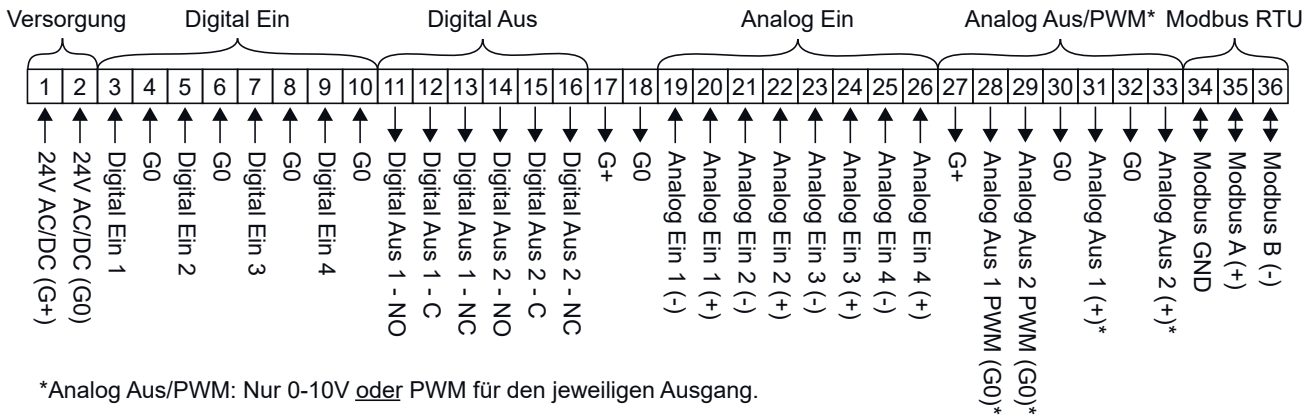 Versorgung Digital Ein Digital Aus Analog Ein Analog Aus/PWM* Modbus RTU
1 2 3 4 5 6 7 8 9 10 11 12 13 14 15 16 17 18 19 20 21 22 23 24 25 26 27 28 29 30 31 32 33 34 35 36
24V AC/DC (G+)
24V AC/DC (G0)
Digital Ein 1
G0
Digital Ein 2
G0
Digital Ein 3
G0
Digital Ein 4
G0
Digital Aus 1 - NO
Digital Aus 1 - C
Digital Aus 1 - NC
Digital Aus 2 - NO
Digital Aus 2 - C
Digital Aus 2 - NC
G+
G0
Analog Ein 1 (-)
Analog Ein 1 (+)
Analog Ein 2 (-)
Analog Ein 2 (+)
Analog Ein 3 (-)
Analog Ein 3 (+)
Analog Ein 4 (-)
Analog Ein 4 (+)
G+
Analog Aus 1 PWM (G0)*
Analog Aus 2 PWM (G0)*
G0
Analog Aus 1 (+)*
G0
Analog Aus 2 (+)*
Modbus GND
Modbus A (+)
Modbus B (-)
*Analog Aus/PWM: Nur 0-10V oder PWM für den jeweiligen Ausgang.